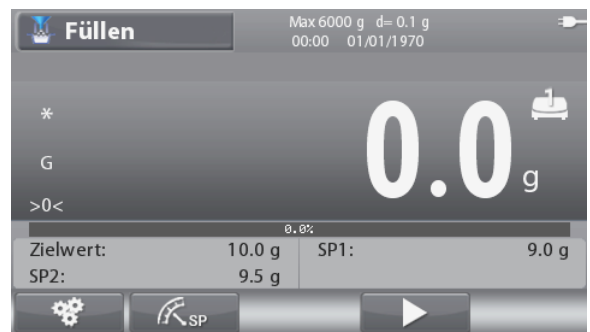 Füllen
Max 6000 g d= 0.1 g
00:00 01/01/1970
1
*
G
>0<
0.0 g
0.0%
Zielwert: 10.0 g SP1: 9.0 g
SP2: 9.5 g
SP